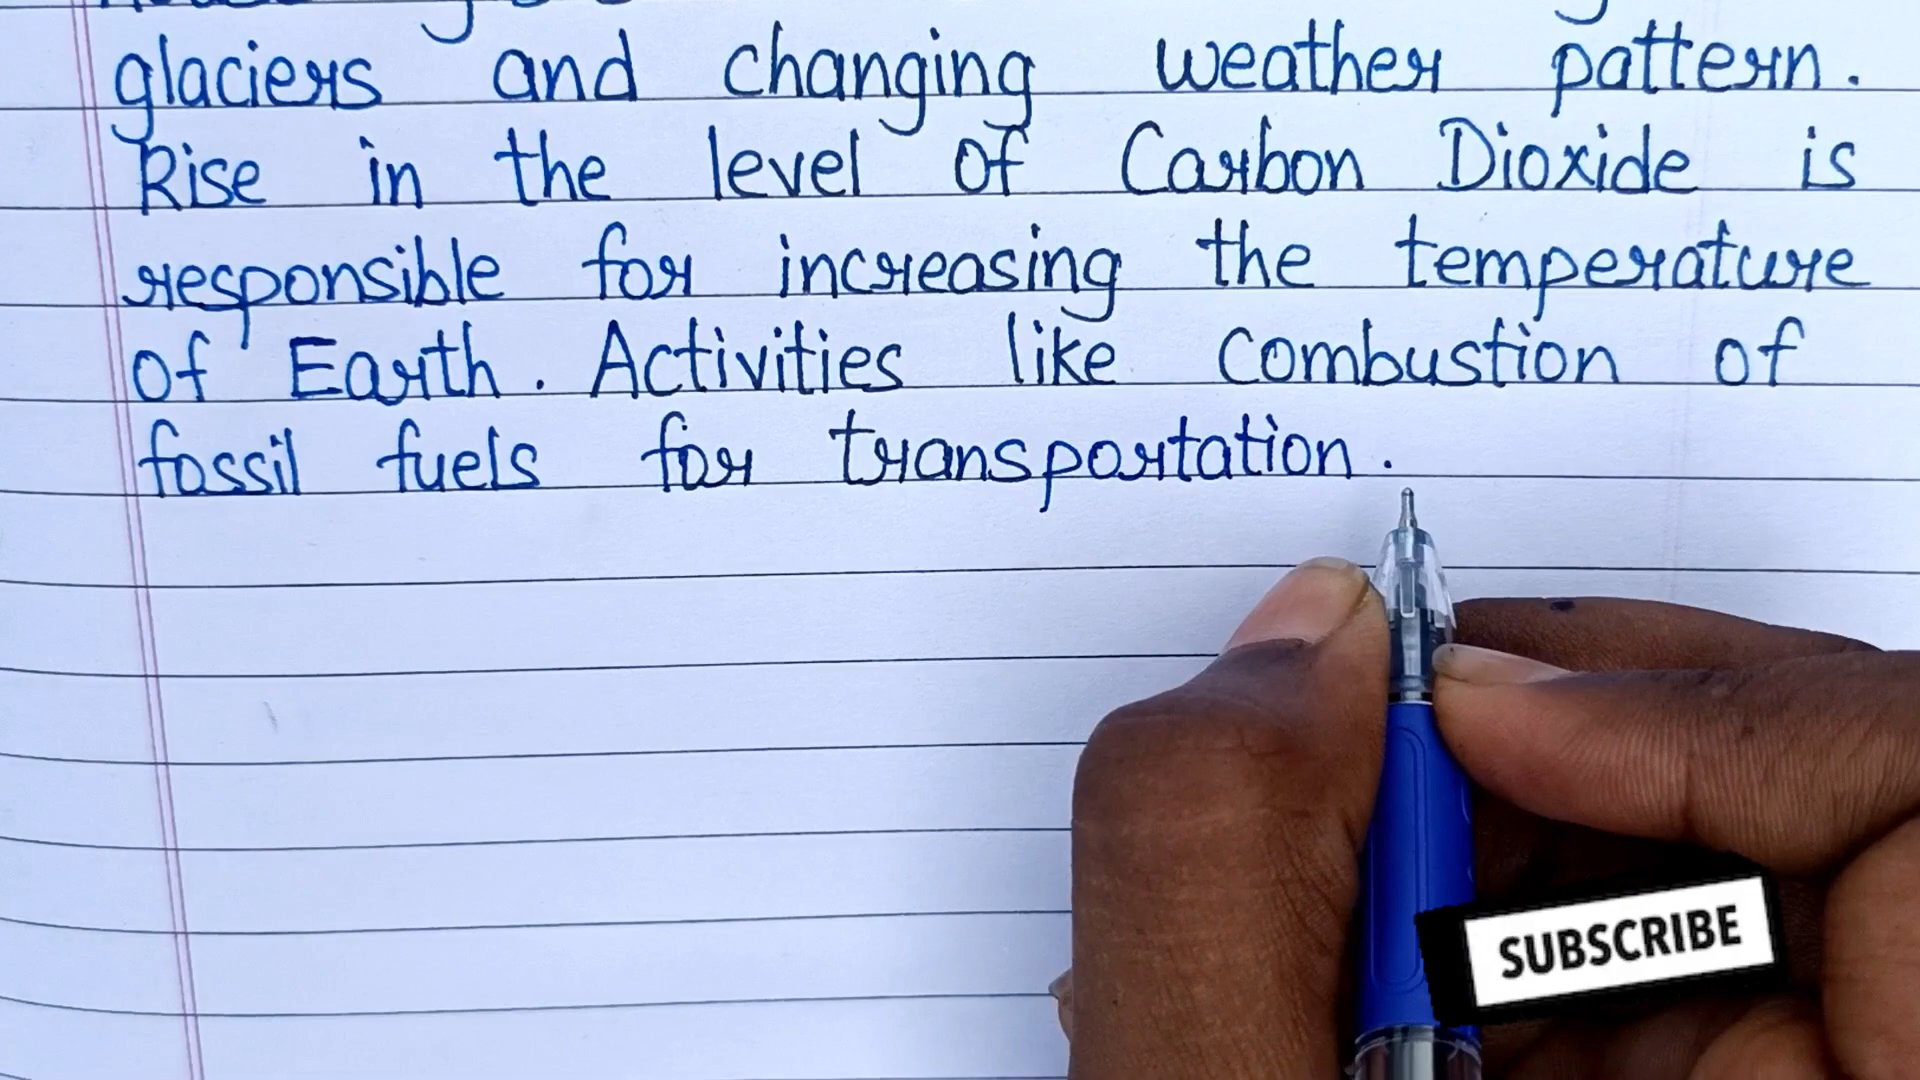 glaciers and changing weather pattern.
Rise in the level of Carbon Dioxide is
responsible for increasing the temperature
of Earth. Activities like combustion of
fossil fuels for transportation.
SUBSCRIBE